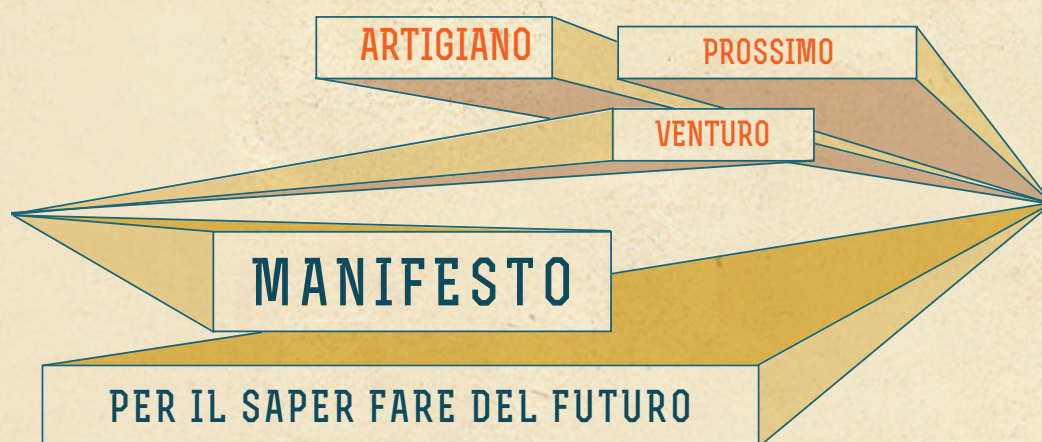 ARTIGIANO
PROSSIMO
VENTURO
MANIFESTO
PER IL SAPER FARE DEL FUTURO